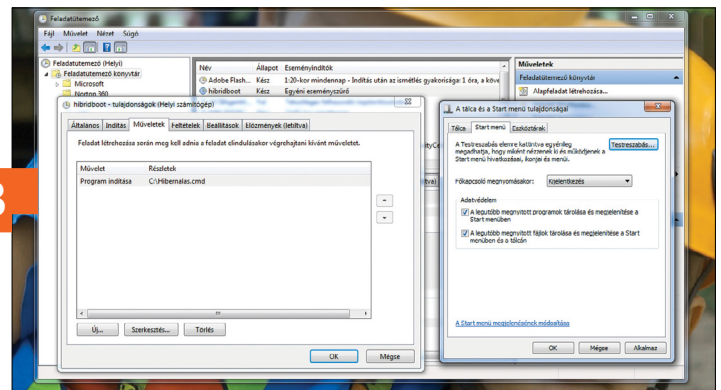 Feladatütemező
Fájl Művelet Nézet Súgó
Feladatütemező (Helyi)
Feladatütemező könyvtár
Microsoft
Norton 360
Név Állapot Eseményindítók
Adobe Flash... Kész 1:20-kor mindennap - Indítás után az ismétlés gyakorisága: 1 óra, a köve
hibridboot Kész Egyéni eseményszűrő
Műveletek
Feladatütemező könyvtár
Alapfeladat létrehozása...
hibridboot - tulajdonságok (Helyi számítógép)
Általános Indítás Műveletek Feltételek Beállítások Előzmények (letiltva)
Feladat létrehozása során meg kell adnia a feladat elindulásakor végrehajtani kívánt műveletet.
Művelet Részletek
Program indítása C:\Hibernalas.cmd
Új... Szerkesztés... Törlés
OK Mégse
A tálca és a Start menü tulajdonságai
Tálca Start menü Eszköztárak
A Testreszabás elemre kattintva egyénileg
megadhatja, hogy miként nézzenek ki és működjenek a
Start menü hivatkozásai, ikonjai és menüi.
Testreszabás...
Főkapcsoló megnyomásakor: Kijelentkezés
Adatvédelem
A legutóbb megnyitott programok tárolása és megjelenítése a
Start menüben
A legutóbb megnyitott fájlok tárolása és megjelenítése a Start
menüben és a tálcán
A Start menü megjelenésének módosítása
OK Mégse Alkalmaz